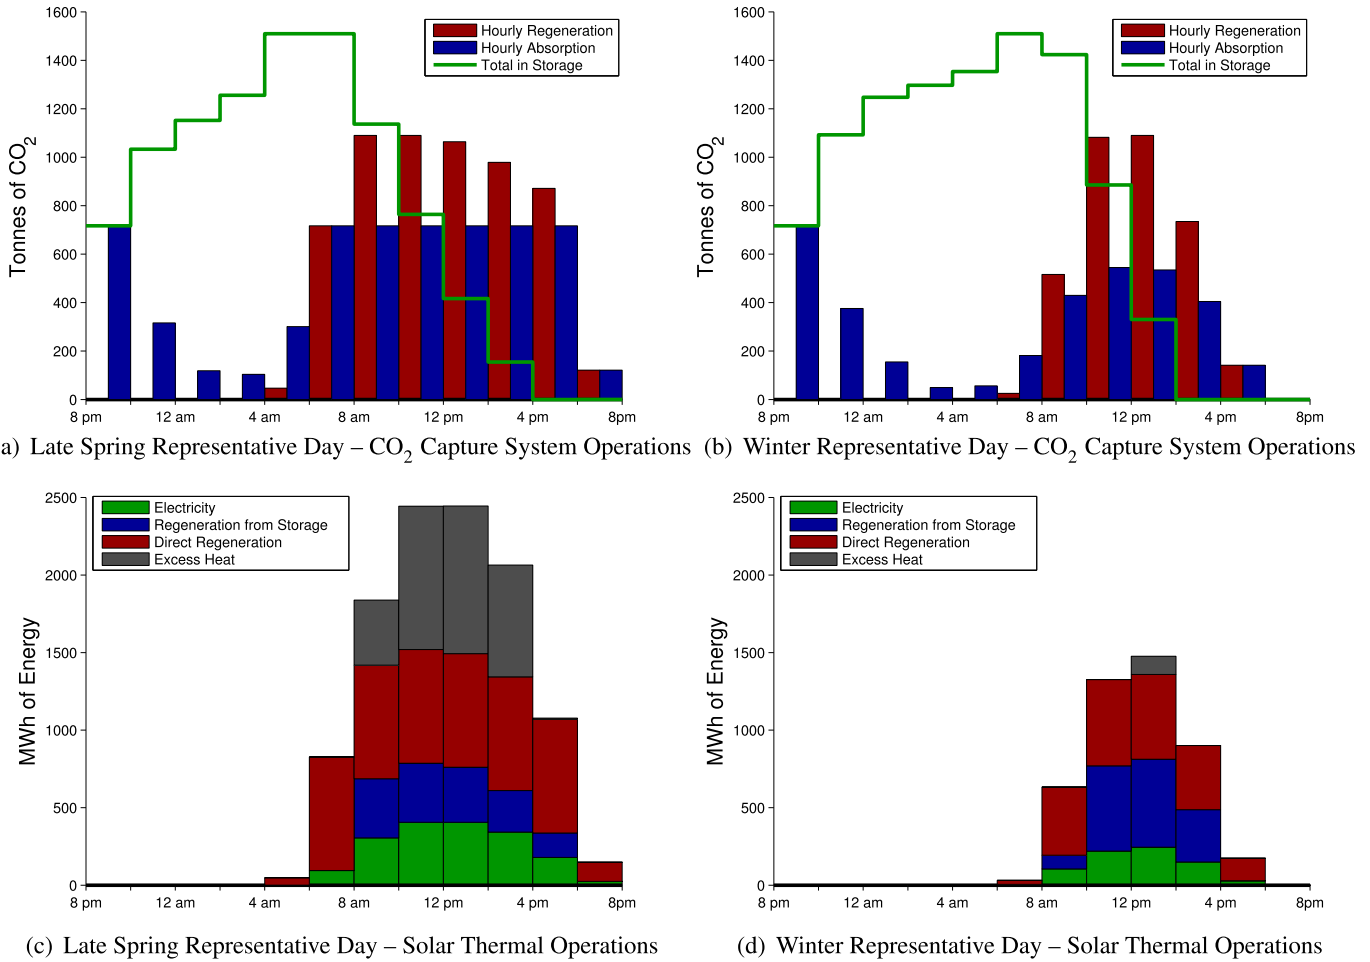 1600
1400
1200
1000
800
600
400
200
0
Tonnes of CO2
Hourly Regeneration
Hourly Absorption
Total in Storage
8 pm 12 am 4 am 8 am 12 pm 4 pm 8pm
a) Late Spring Representative Day – CO2 Capture System Operations
1600
1400
1200
1000
800
600
400
200
0
Tonnes of CO2
Hourly Regeneration
Hourly Absorption
Total in Storage
8 pm 12 am 4 am 8 am 12 pm 4 pm 8pm
(b) Winter Representative Day – CO2 Capture System Operations
2500
2000
1500
1000
500
0
MWh of Energy
Electricity
Regeneration from Storage
Direct Regeneration
Excess Heat
8 pm 12 am 4 am 8 am 12 pm 4 pm 8pm
(c) Late Spring Representative Day – Solar Thermal Operations
2500
2000
1500
1000
500
0
MWh of Energy
Electricity
Regeneration from Storage
Direct Regeneration
Excess Heat
8 pm 12 am 4 am 8 am 12 pm 4 pm 8pm
(d) Winter Representative Day – Solar Thermal Operations